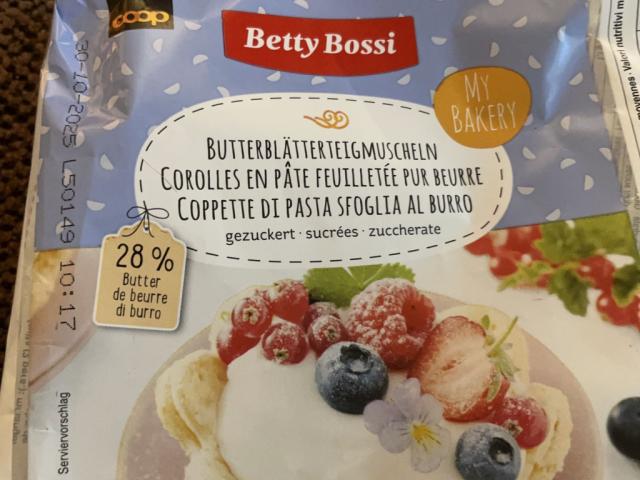 coop
Betty Bossi
MY
BAKERY
BUTTERBLÄTTERTEIGMUSCHELN
COROLLES EN PÂTE FEUILLETÉE PUR BEURRE
COPPETTE DI PASTA SFOGLIA AL BURRO
gezuckert · sucrées · zuccherate
28 %
Butter
de beurre
di burro
30-10-2025 L50149 10:17
Serviervorschlag